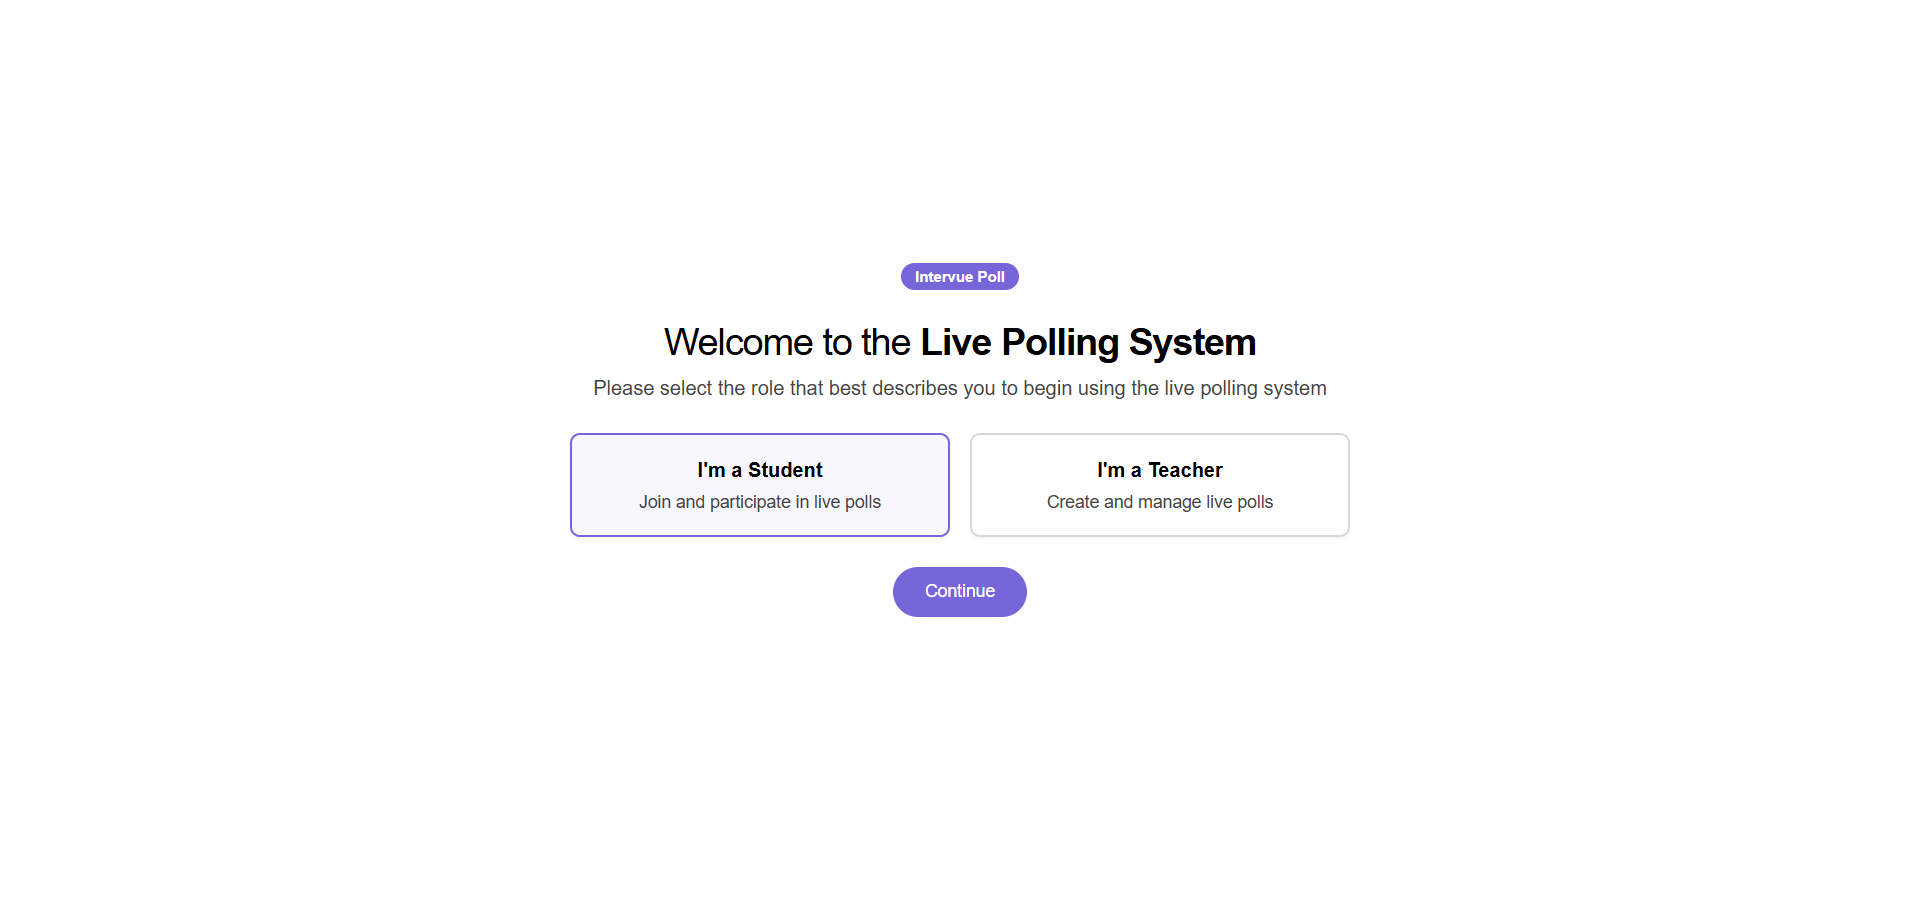 Intervue Poll
Welcome to the Live Polling System
Please select the role that best describes you to begin using the live polling system
I'm a Student
Join and participate in live polls
I'm a Teacher
Create and manage live polls
Continue